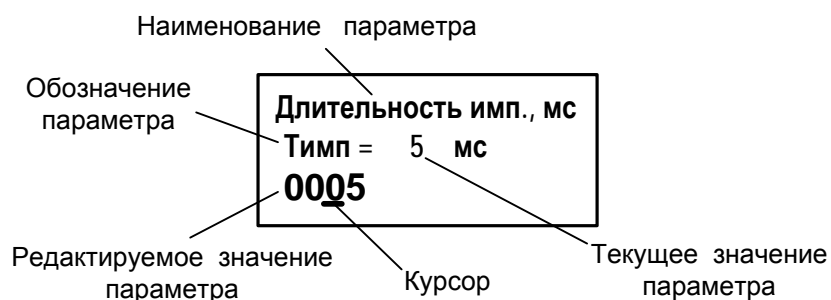 Наименование параметра
Обозначение
параметра
Длительность имп., мс
Тимп = 5 мс
0005
Редактируемое значение
параметра
Курсор
Текущее значение
параметра